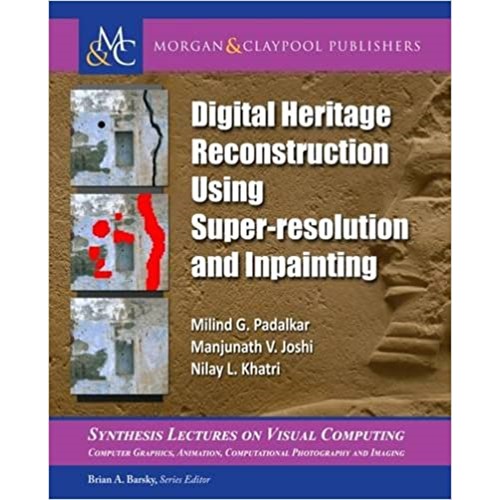 M&C
MORGAN&CLAYPOOL PUBLISHERS
Digital Heritage
Reconstruction
Using
Super-resolution
and Inpainting
Milind G. Padalkar
Manjunath V. Joshi
Nilay L. Khatri
SYNTHESIS LECTURES ON VISUAL COMPUTING
COMPUTER GRAPHICS, ANIMATION, COMPUTATIONAL PHOTOGRAPHY AND IMAGING
Brian A. Barsky, Series Editor